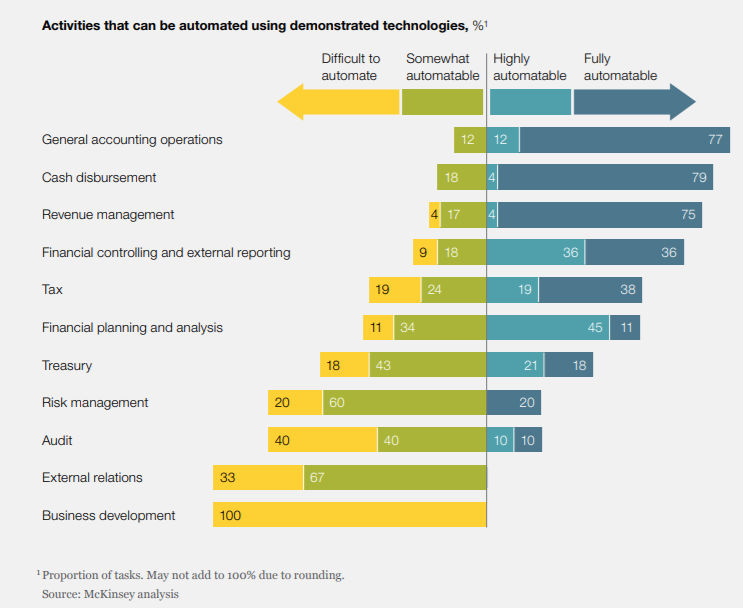 Activities that can be automated using demonstrated technologies, %¹
Difficult to Somewhat Highly Fully
automate automatable automatable automatable
General accounting operations 12 12 77
Cash disbursement 18 4 79
Revenue management 4 17 4 75
Financial controlling and external reporting 9 18 36 36
Tax 19 24 19 38
Financial planning and analysis 11 34 45 11
Treasury 18 43 21 18
Risk management 20 60 20
Audit 40 40 10 10
External relations 33 67
Business development 100
¹ Proportion of tasks. May not add to 100% due to rounding.
Source: McKinsey analysis